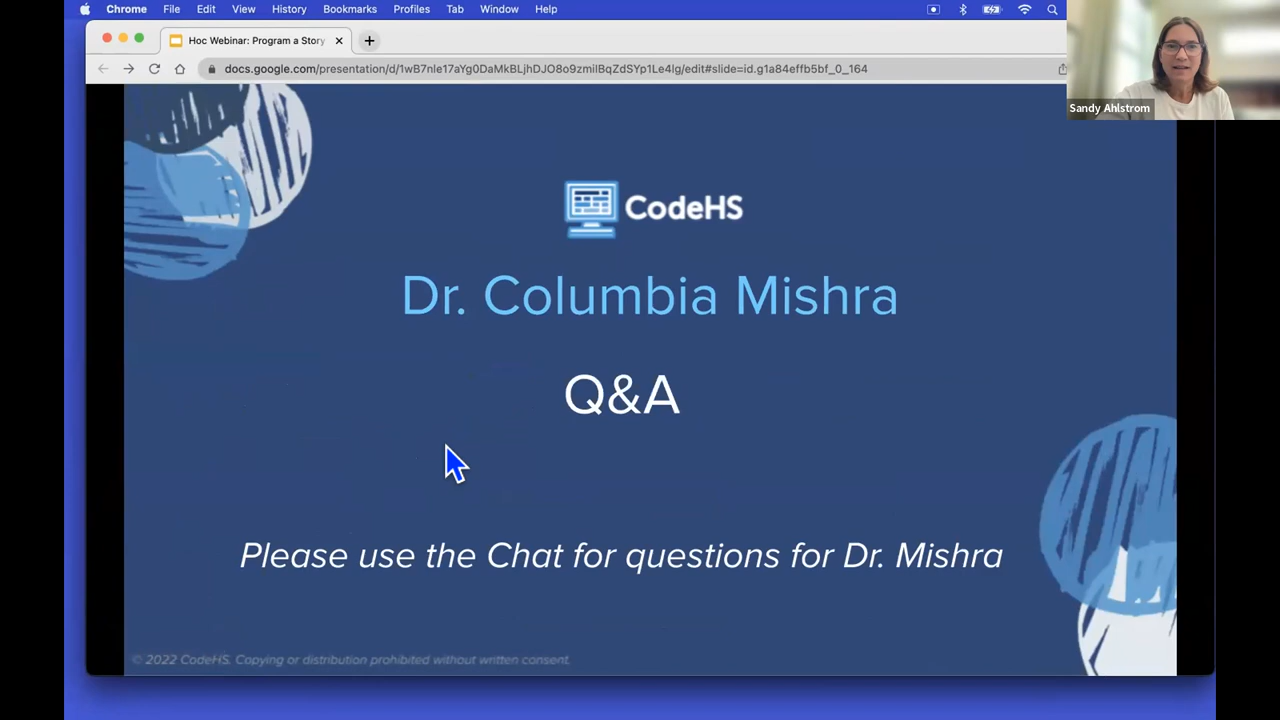 Chrome File Edit View History Bookmarks Profiles Tab Window Help
Hoc Webinar: Program a Story
docs.google.com/presentation/d/1wB7nIe17aYg0GaMkBLjhDJO8o9zmiIBqZdSYp1Le4Ig/edit#slide=id.g1a84effb5bf_0_164
Sandy Ahlstrom
CodeHS
Dr. Columbia Mishra
Q&A
Please use the Chat for questions for Dr. Mishra
© 2022 CodeHS. Copying or distribution prohibited without written consent.